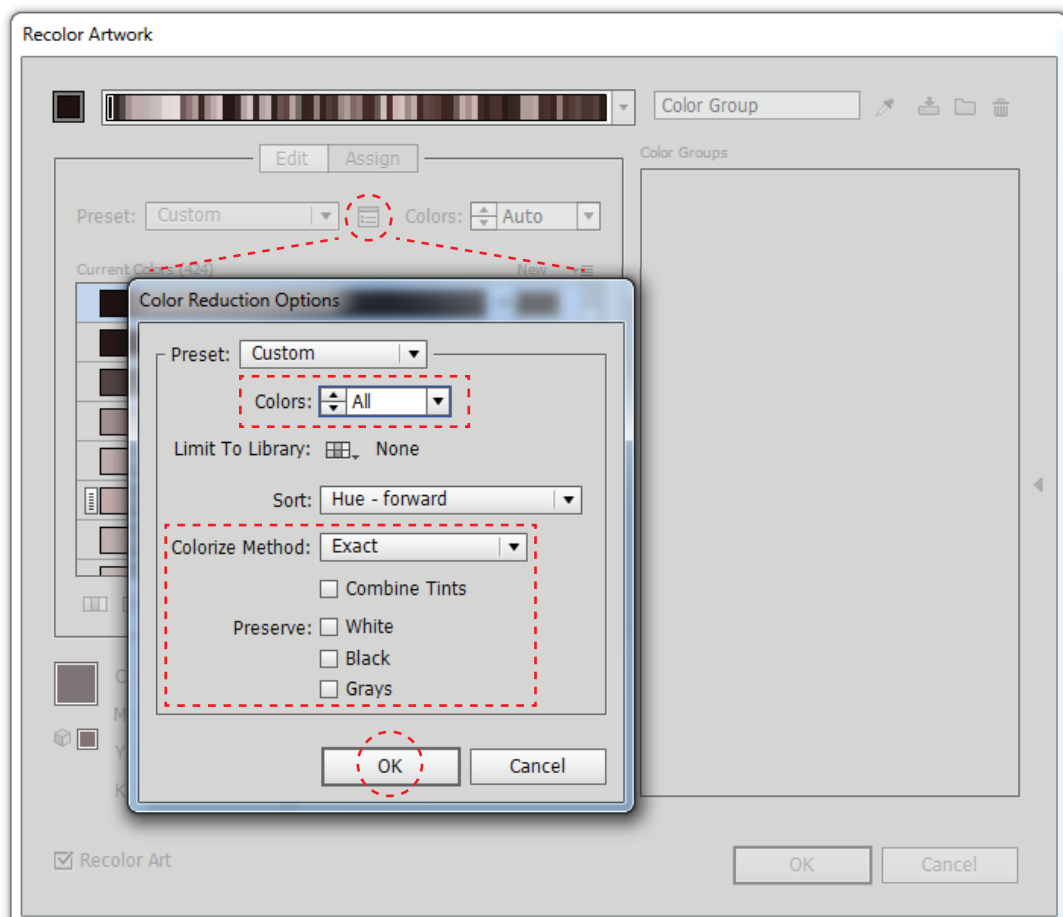 Recolor Artwork
Color Group
Edit Assign
Color Groups
Preset: Custom Colors: Auto
Current Colors (424) New
Color Reduction Options
Preset: Custom
Colors: All
Limit To Library: None
Sort: Hue - forward
Colorize Method: Exact
Combine Tints
Preserve: White
Black
Grays
C
M
Y
K
OK Cancel
Recolor Art
OK Cancel